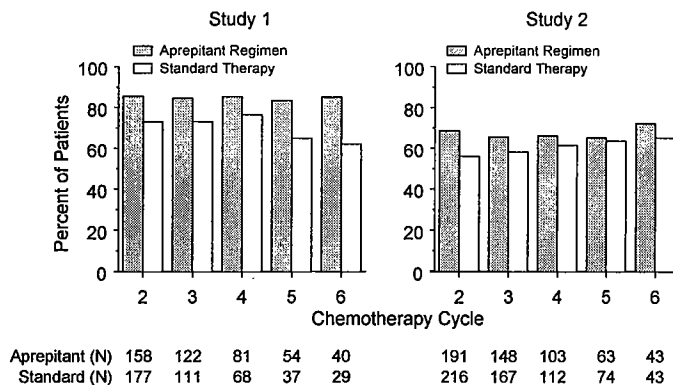 Study 1
Study 2
Aprepitant Regimen
Standard Therapy
Aprepitant Regimen
Standard Therapy
Percent of Patients
100
80
60
40
20
0
100
80
60
40
20
0
2 3 4 5 6
2 3 4 5 6
Chemotherapy Cycle
Aprepitant (N) 158 122 81 54 40 191 148 103 63 43
Standard (N) 177 111 68 37 29 216 167 112 74 43